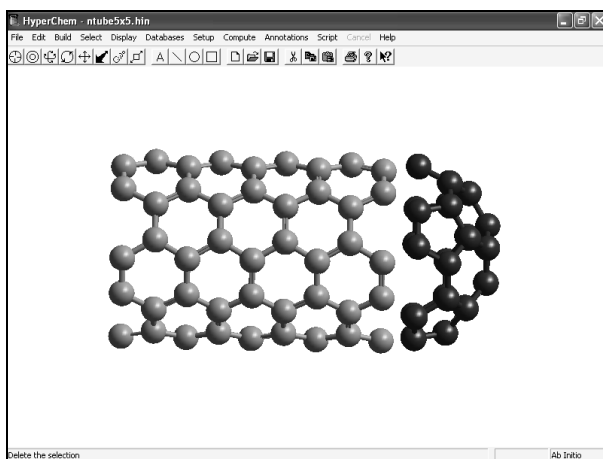 HyperChem - ntube5x5.hin
File Edit Build Select Display Databases Setup Compute Annotations Script Cancel Help
A
Delete the selection
Ab Initio